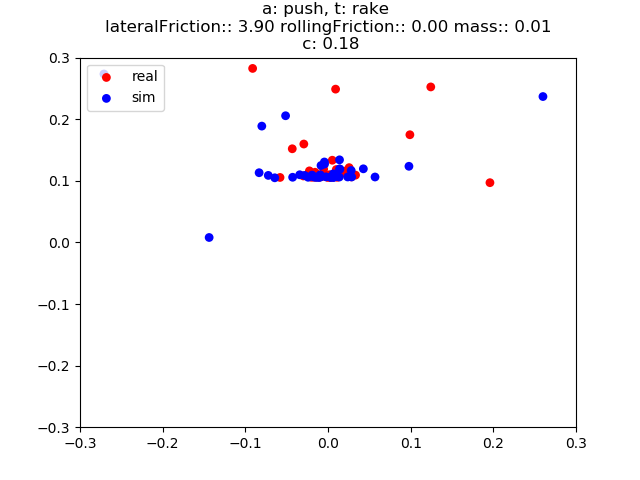 a: push, t: rake
lateralFriction:: 3.90 rollingFriction:: 0.00 mass:: 0.01
c: 0.18
real
sim
0.3
0.2
0.1
0.0
−0.1
−0.2
−0.3
−0.3
−0.2
−0.1
0.0
0.1
0.2
0.3